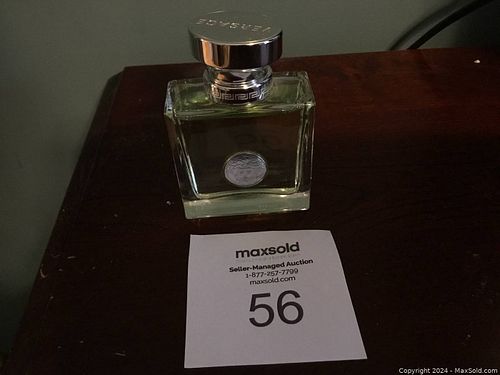 VERSACE
maxsold
Seller-Managed Auction
1-877-257-7799
maxsold.com
56
Copyright 2024 - MaxSold.com